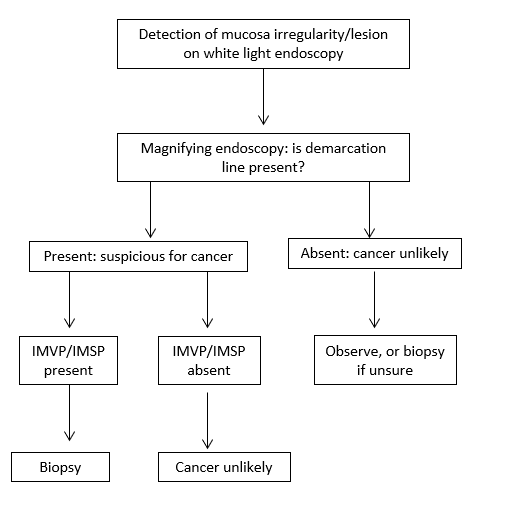 Detection of mucosa irregularity/lesion
on white light endoscopy
Magnifying endoscopy: is demarcation
line present?
Present: suspicious for cancer
Absent: cancer unlikely
IMVP/IMSP
present
IMVP/IMSP
absent
Observe, or biopsy
if unsure
Biopsy
Cancer unlikely